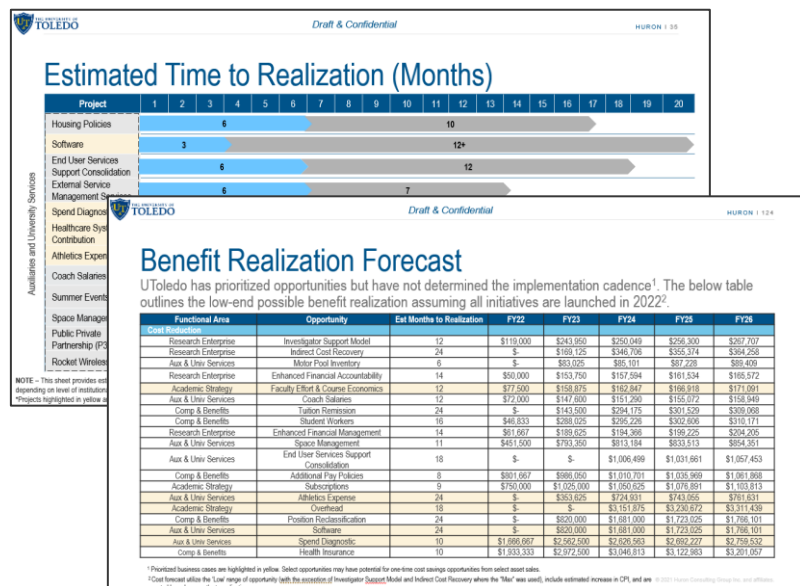 THE UNIVERSITY OF
TOLEDO
Draft & Confidential
HURON | 35
Estimated Time to Realization (Months)
Project 1 2 3 4 5 6 7 8 9 10 11 12 13 14 15 16 17 18 19 20
Auxiliaries and University Services
Housing Policies 6 10
Software 3 12+
End User Services
Support Consolidation 6 12
External Service
Management Services 6 7
Spend Diagnos
Healthcare Sys
Contribution
Athletics Expen
Coach Salaries
Summer Events
Space Manage
Public Private
Partnership (P3
Rocket Wireles
NOTE – This sheet provides est
depending on level of institutional
*Projects highlighted in yellow a
THE UNIVERSITY OF
TOLEDO
Draft & Confidential
HURON | 124
Benefit Realization Forecast
UToledo has prioritized opportunities but have not determined the implementation cadence¹. The below table
outlines the low-end possible benefit realization assuming all initiatives are launched in 2022².
Functional Area Opportunity Est Months to Realization FY22 FY23 FY24 FY25 FY26
Cost Reduction
Research Enterprise Investigator Support Model 12 $119,000 $243,950 $250,049 $256,300 $267,707
Research Enterprise Indirect Cost Recovery 24 $- $169,125 $346,706 $355,374 $364,258
Aux & Univ Services Motor Pool Inventory 6 $- $83,025 $85,101 $87,228 $89,409
Research Enterprise Enhanced Financial Accountability 14 $50,000 $153,750 $157,594 $161,534 $165,572
Academic Strategy Faculty Effort & Course Economics 12 $77,500 $158,875 $162,847 $166,918 $171,091
Aux & Univ Services Coach Salaries 12 $72,000 $147,600 $151,290 $155,072 $158,949
Comp & Benefits Tuition Remission 24 $- $143,500 $294,175 $301,529 $309,068
Comp & Benefits Student Workers 16 $46,833 $288,025 $295,226 $302,606 $310,171
Research Enterprise Enhanced Financial Management 14 $61,667 $189,625 $194,366 $199,225 $204,205
Aux & Univ Services Space Management 11 $451,500 $793,350 $813,184 $833,513 $854,351
Aux & Univ Services End User Services Support
Consolidation 18 $- $- $1,006,499 $1,031,661 $1,057,453
Comp & Benefits Additional Pay Policies 8 $801,667 $986,050 $1,010,701 $1,035,969 $1,061,868
Academic Strategy Subscriptions 9 $750,000 $1,025,000 $1,050,625 $1,076,891 $1,103,813
Aux & Univ Services Athletics Expense 24 $- $353,625 $724,931 $743,055 $761,631
Academic Strategy Overhead 18 $- $- $3,151,875 $3,230,672 $3,311,439
Comp & Benefits Position Reclassification 24 $- $820,000 $1,681,000 $1,723,025 $1,766,101
Aux & Univ Services Software 24 $- $820,000 $1,681,000 $1,723,025 $1,766,101
Aux & Univ Services Spend Diagnostic 10 $1,666,667 $2,562,500 $2,626,563 $2,692,227 $2,759,532
Comp & Benefits Health Insurance 10 $1,933,333 $2,972,500 $3,046,813 $3,122,983 $3,201,057
¹ Prioritized business cases are highlighted in yellow. Select opportunities may have potential for one-time cost savings opportunities from select asset sales.
² Cost forecast utilize the 'Low' range of opportunity (with the exception of Investigator Support Model and Indirect Cost Recovery where the "Max" was used), include estimated increase in CPI, and are
© 2021 Huron Consulting Group Inc. and affiliates